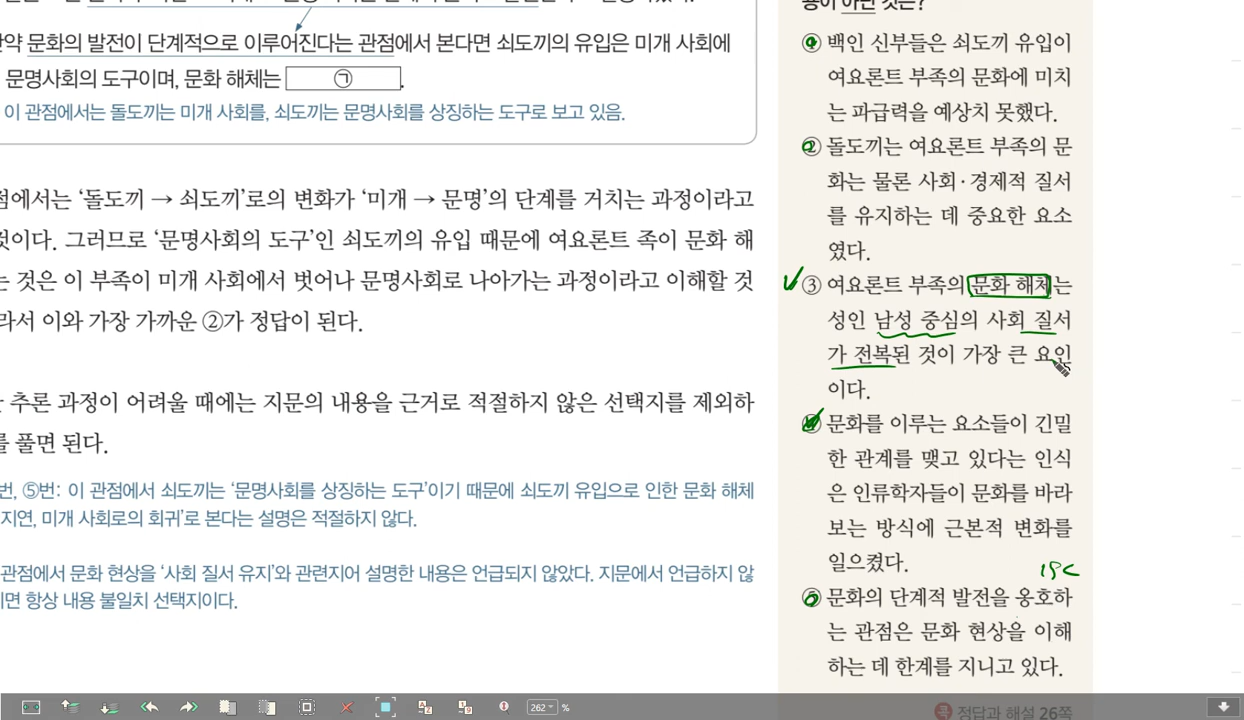 약 문화의 발전이 단계적으로 이루어진다는 관점에서 본다면 쇠도끼의 유입은 미개 사회에
문명사회의 도구이며, 문화 해체는 ㉠.
이 관점에서는 돌도끼는 미개 사회를, 쇠도끼는 문명사회를 상징하는 도구로 보고 있음.
점에서는 ‘돌도끼 → 쇠도끼’로의 변화가 ‘미개 → 문명’의 단계를 거치는 과정이라고
것이다. 그러므로 ‘문명사회의 도구’인 쇠도끼의 유입 때문에 여요론트 족이 문화 해
는 것은 이 부족이 미개 사회에서 벗어나 문명사회로 나아가는 과정이라고 이해할 것
라서 이와 가장 가까운 ②가 정답이 된다.
추론 과정이 어려울 때에는 지문의 내용을 근거로 적절하지 않은 선택지를 제외하
를 풀면 된다.
번, ⑤번: 이 관점에서 쇠도끼는 ‘문명사회를 상징하는 도구’이기 때문에 쇠도끼 유입으로 인한 문화 해체
지연, 미개 사회로의 회귀’로 본다는 설명은 적절하지 않다.
관점에서 문화 현상을 ‘사회 질서 유지’와 관련지어 설명한 내용은 언급되지 않았다. 지문에서 언급하지 않
면 항상 내용 불일치 선택지이다.
용이 아닌 것은?
① 백인 신부들은 쇠도끼 유입이
여요론트 부족의 문화에 미치
는 파급력을 예상치 못했다.
② 돌도끼는 여요론트 부족의 문
화는 물론 사회·경제적 질서
를 유지하는 데 중요한 요소
였다.
③ 여요론트 부족의 문화 해체는
성인 남성 중심의 사회 질서
가 전복된 것이 가장 큰 요인
이다.
④ 문화를 이루는 요소들이 긴밀
한 관계를 맺고 있다는 인식
은 인류학자들이 문화를 바라
보는 방식에 근본적 변화를
일으켰다.
19C
⑤ 문화의 단계적 발전을 옹호하
는 관점은 문화 현상을 이해
하는 데 한계를 지니고 있다.
콕 정답과 해설 26쪽
262 %